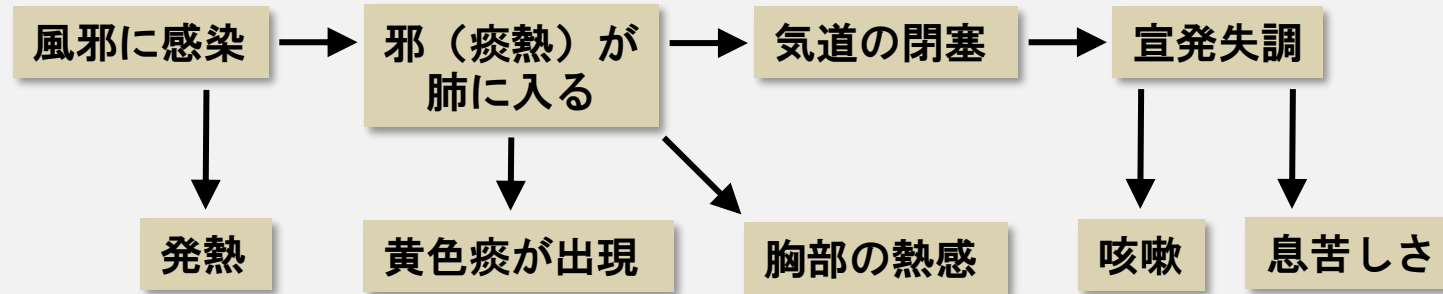 風邪に感染
邪（痰熱）が
肺に入る
気道の閉塞
宣発失調
発熱
黄色痰が出現
胸部の熱感
咳嗽
息苦しさ